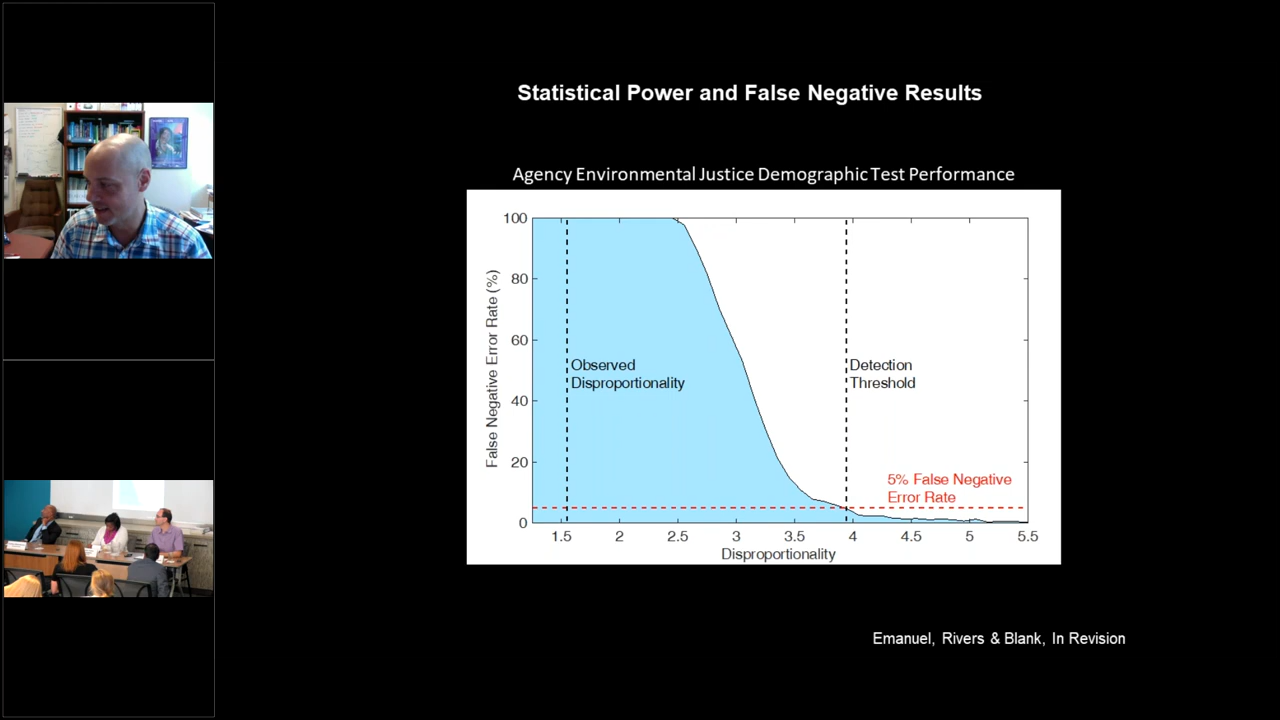 Statistical Power and False Negative Results
Agency Environmental Justice Demographic Test Performance
100
80
60
40
20
0
False Negative Error Rate (%)
Observed
Disproportionality
Detection
Threshold
5% False Negative
Error Rate
1.5 2 2.5 3 3.5 4 4.5 5 5.5
Disproportionality
Emanuel, Rivers & Blank, In Revision